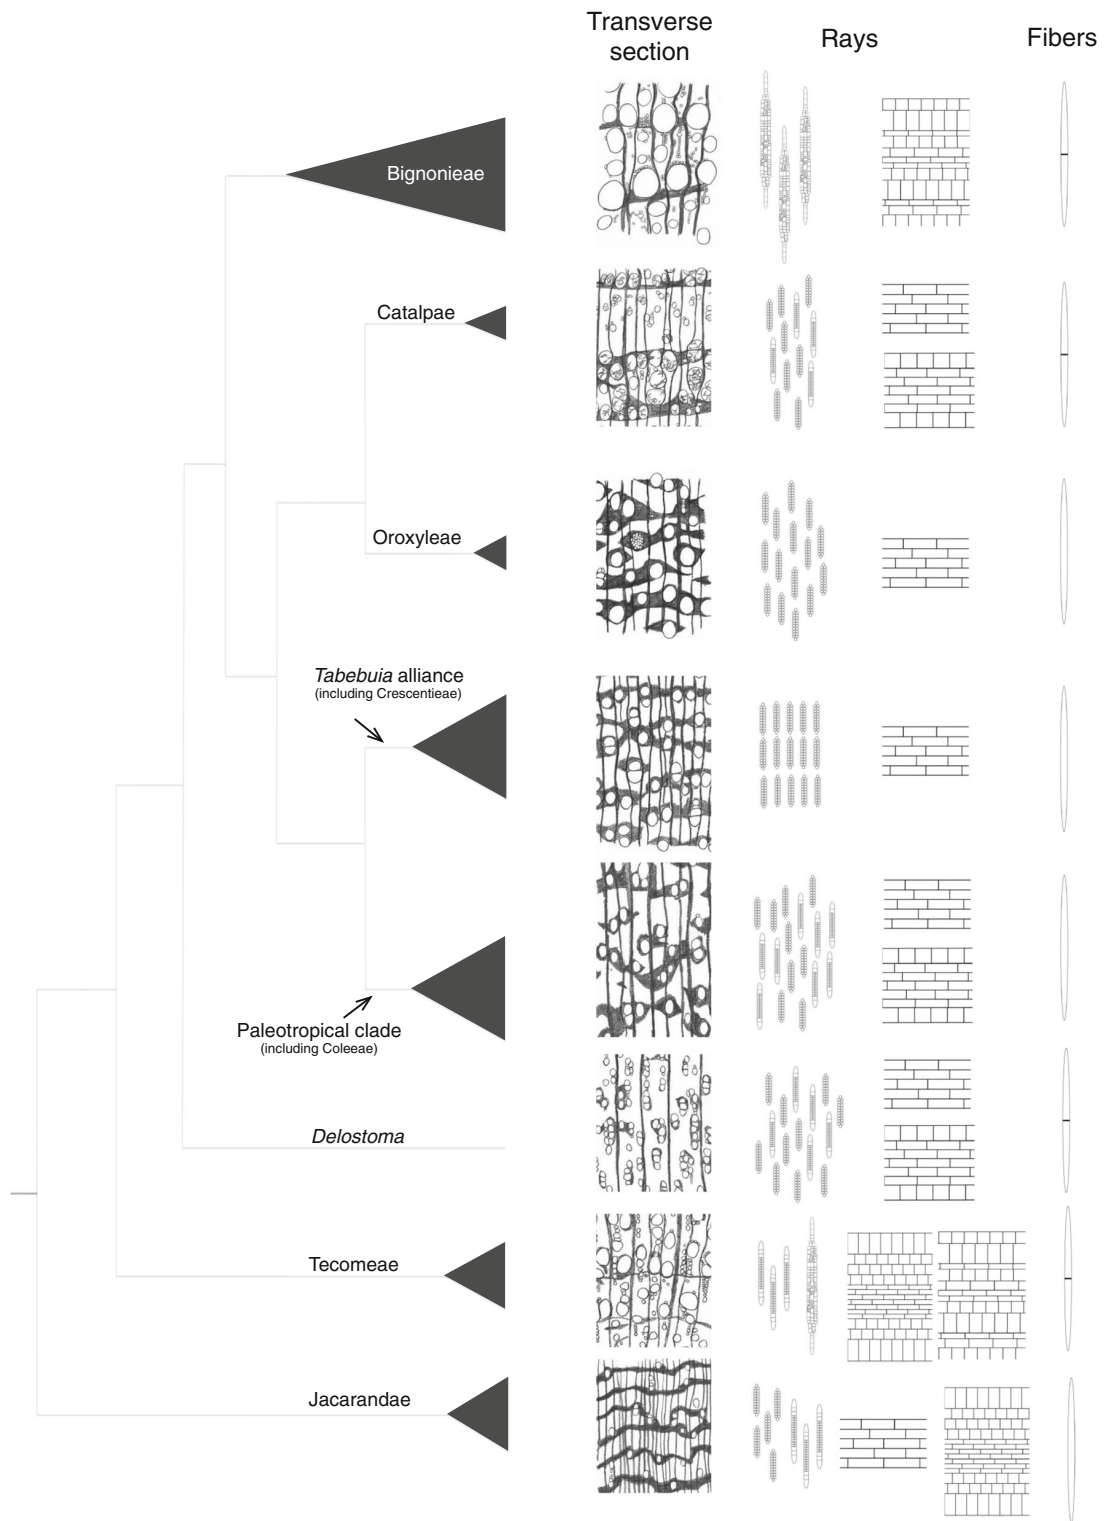 Transverse
section
Rays
Fibers
Bignonieae
Catalpae
Oroxyleae
Tabebuia alliance
(including Crescentieae)
Paleotropical clade
(including Coleeae)
Delostoma
Tecomeae
Jacarandae